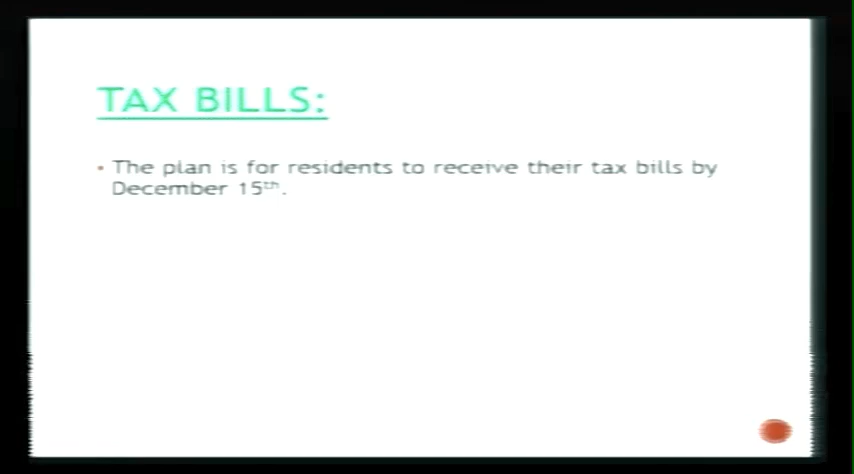 TAX BILLS:
• The plan is for residents to receive their tax bills by
December 15th.